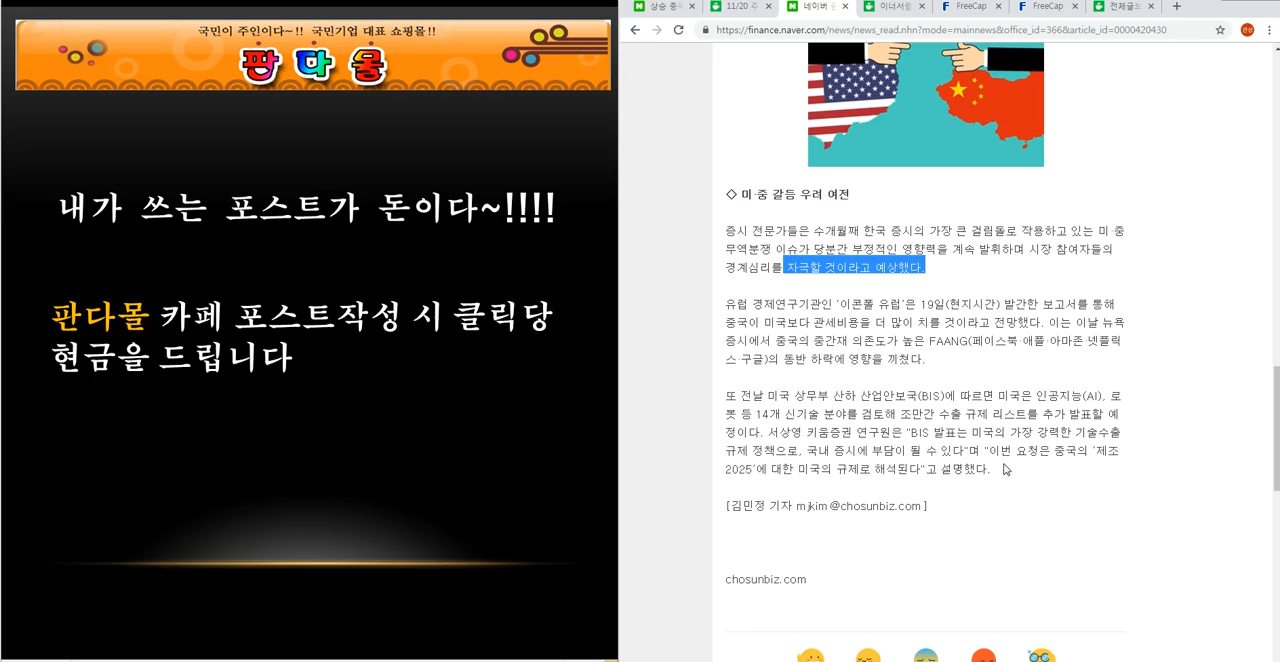 국민이 주인이다~!! 국민기업 대표 쇼핑몰!!
판다몰
내가 쓰는 포스트가 돈이다~!!!!
판다몰 카페 포스트작성 시 클릭당
현금을 드립니다
상승 종
11/20 주
네이버
이너서클
FreeCap
FreeCap
전체글보
https://finance.naver.com/news/news_read.nhn?mode=mainnews&office_id=366&article_id=0000420430
◇ 미·중 갈등 우려 여전
증시 전문가들은 수개월째 한국 증시의 가장 큰 걸림돌로 작용하고 있는 미·중
무역분쟁 이슈가 당분간 부정적인 영향력을 계속 발휘하며 시장 참여자들의
경계심리를 자극할 것이라고 예상했다.
유럽 경제연구기관인 '이콘폴 유럽'은 19일(현지시간) 발간한 보고서를 통해
중국이 미국보다 관세비용을 더 많이 치를 것이라고 전망했다. 이는 이날 뉴욕
증시에서 중국의 중간재 의존도가 높은 FAANG(페이스북·애플·아마존·넷플릭
스·구글)의 동반 하락에 영향을 끼쳤다.
또 전날 미국 상무부 산하 산업안보국(BIS)에 따르면 미국은 인공지능(AI), 로
봇 등 14개 신기술 분야를 검토해 조만간 수출 규제 리스트를 추가 발표할 예
정이다. 서상영 키움증권 연구원은 "BIS 발표는 미국의 가장 강력한 기술수출
규제 정책으로, 국내 증시에 부담이 될 수 있다"며 "이번 요청은 중국의 '제조
2025'에 대한 미국의 규제로 해석된다"고 설명했다.
[김민정 기자 mjkim@chosunbiz.com]
chosunbiz.com